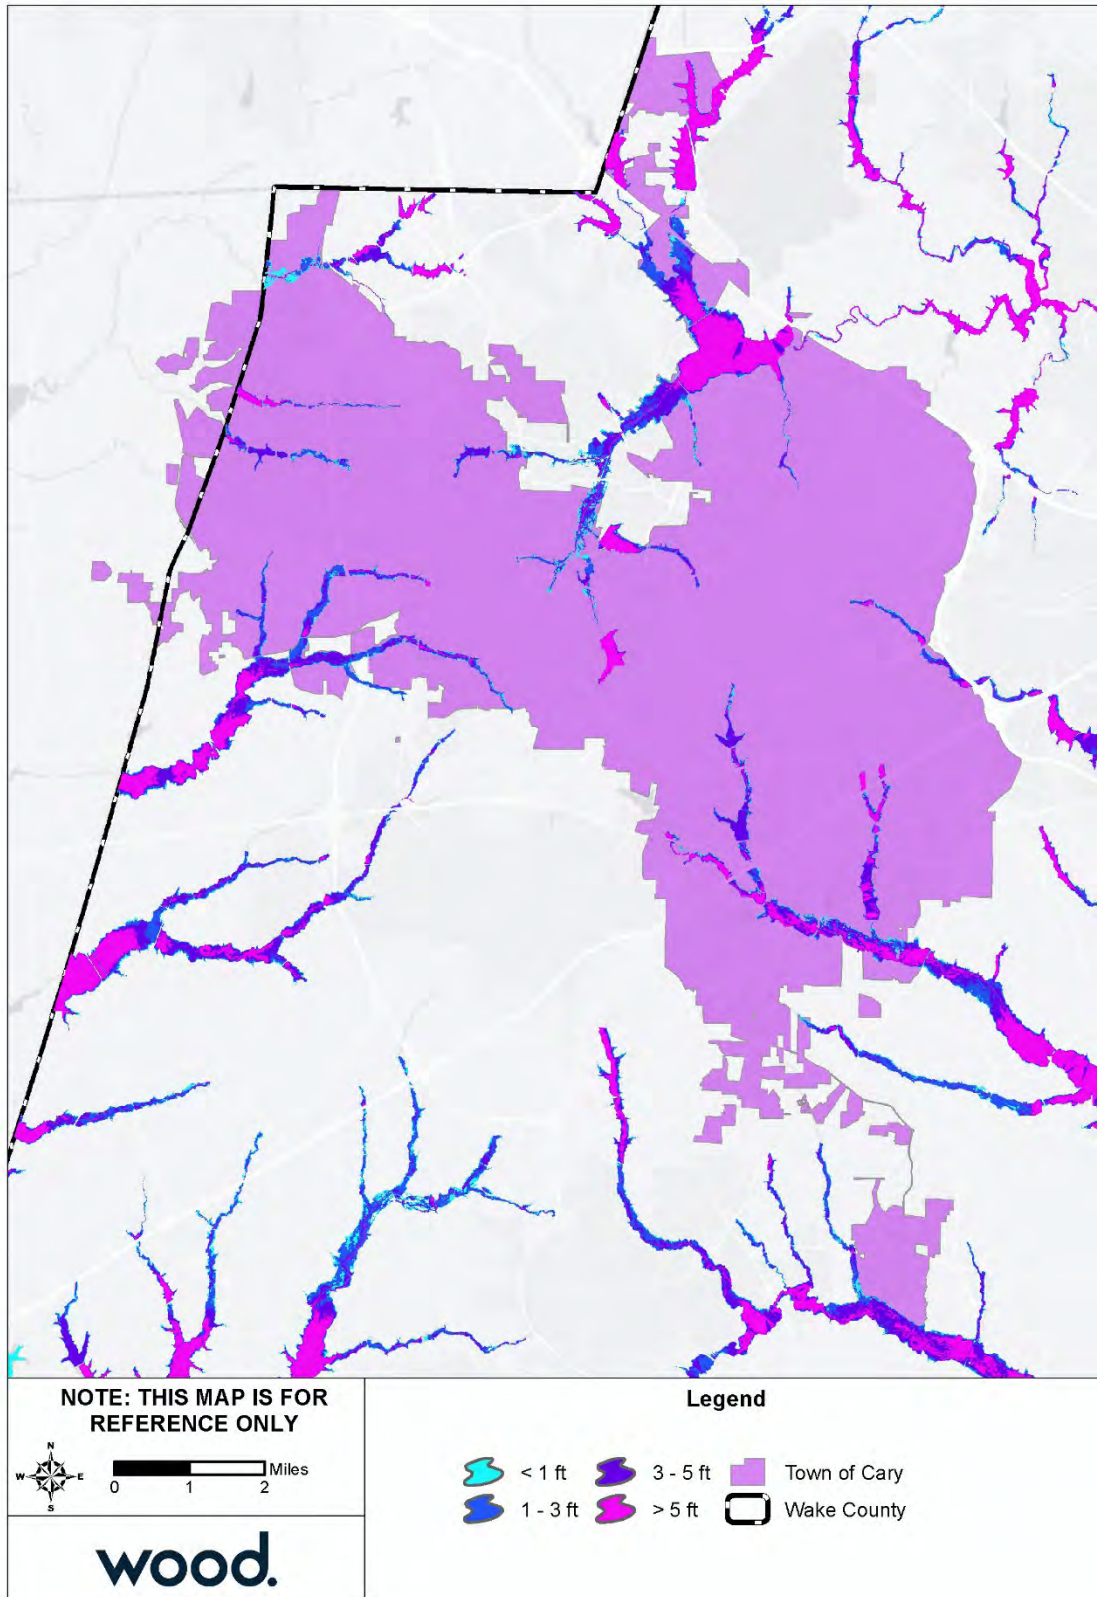 NOTE: THIS MAP IS FOR
REFERENCE ONLY
N
W E
S
0 1 2 Miles
wood.
Legend
< 1 ft 3 - 5 ft Town of Cary
1 - 3 ft > 5 ft Wake County